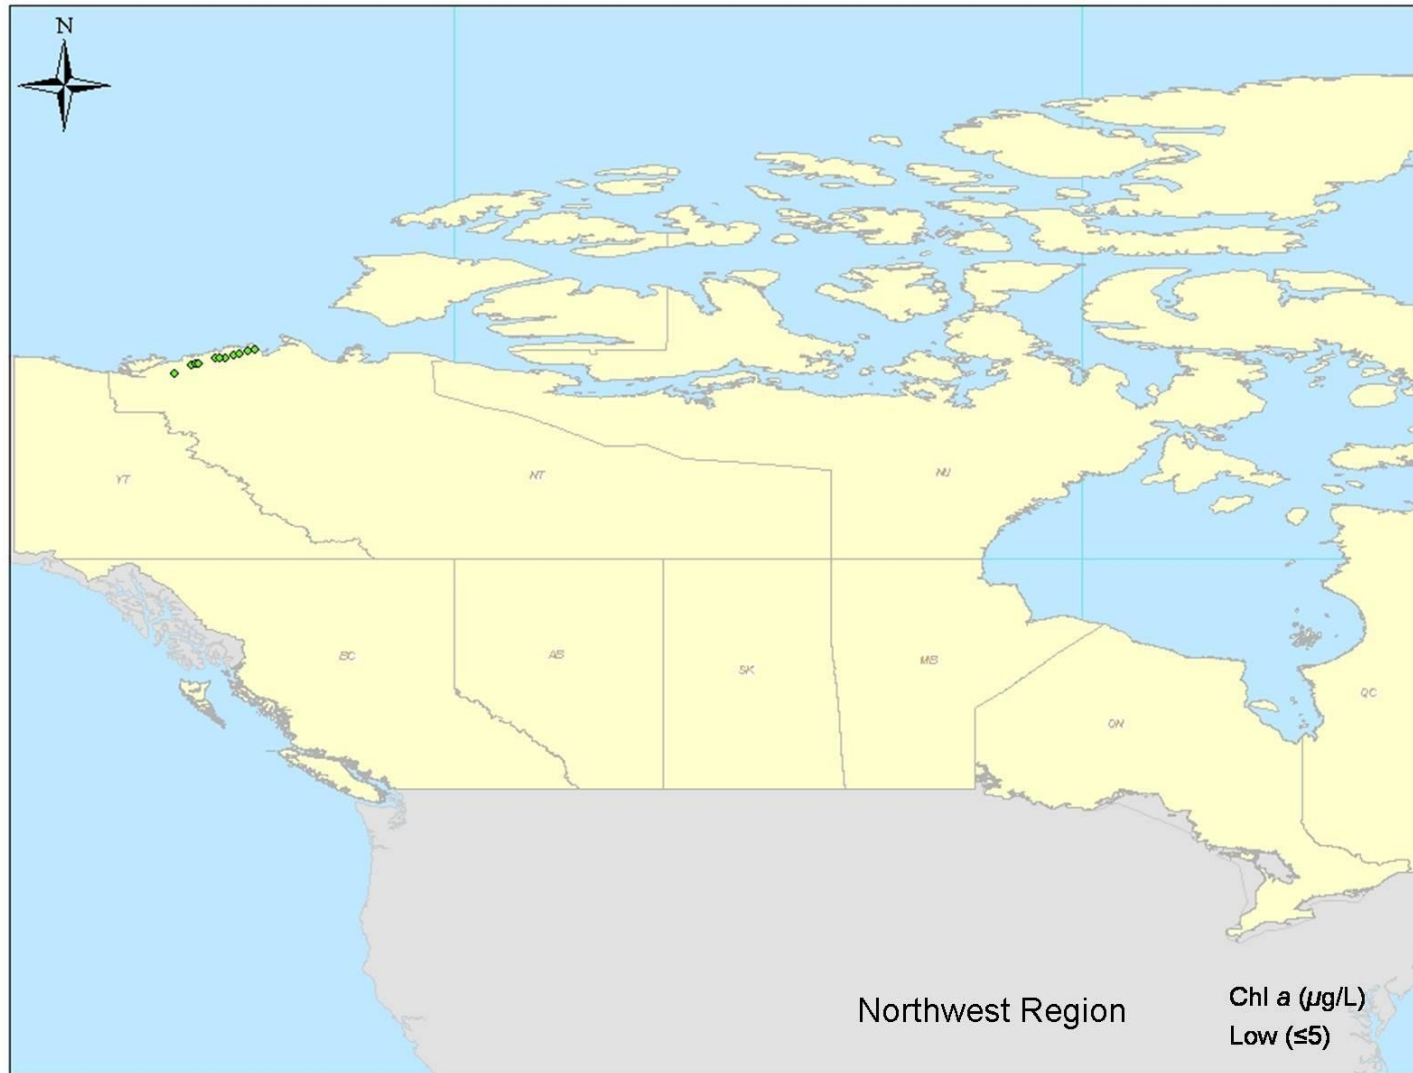 N
YT
NT
NU
BC
AB
SK
MB
ON
QC
Northwest Region
Chl a (µg/L)
Low (≤5)